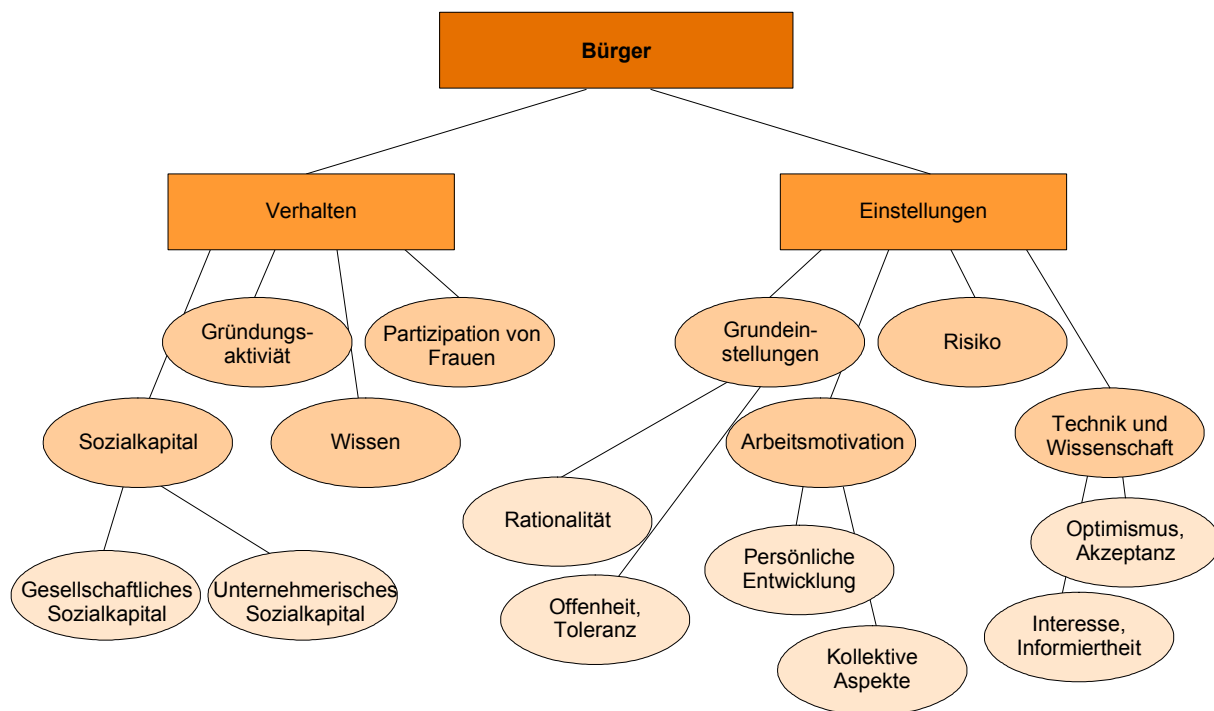 Bürger
Verhalten
Einstellungen
Gründungs-
aktiviät
Partizipation von
Frauen
Grundein-
stellungen
Risiko
Sozialkapital
Wissen
Arbeitsmotivation
Technik und
Wissenschaft
Rationalität
Optimismus,
Akzeptanz
Persönliche
Entwicklung
Gesellschaftliches
Sozialkapital
Unternehmerisches
Sozialkapital
Offenheit,
Toleranz
Interesse,
Informiertheit
Kollektive
Aspekte